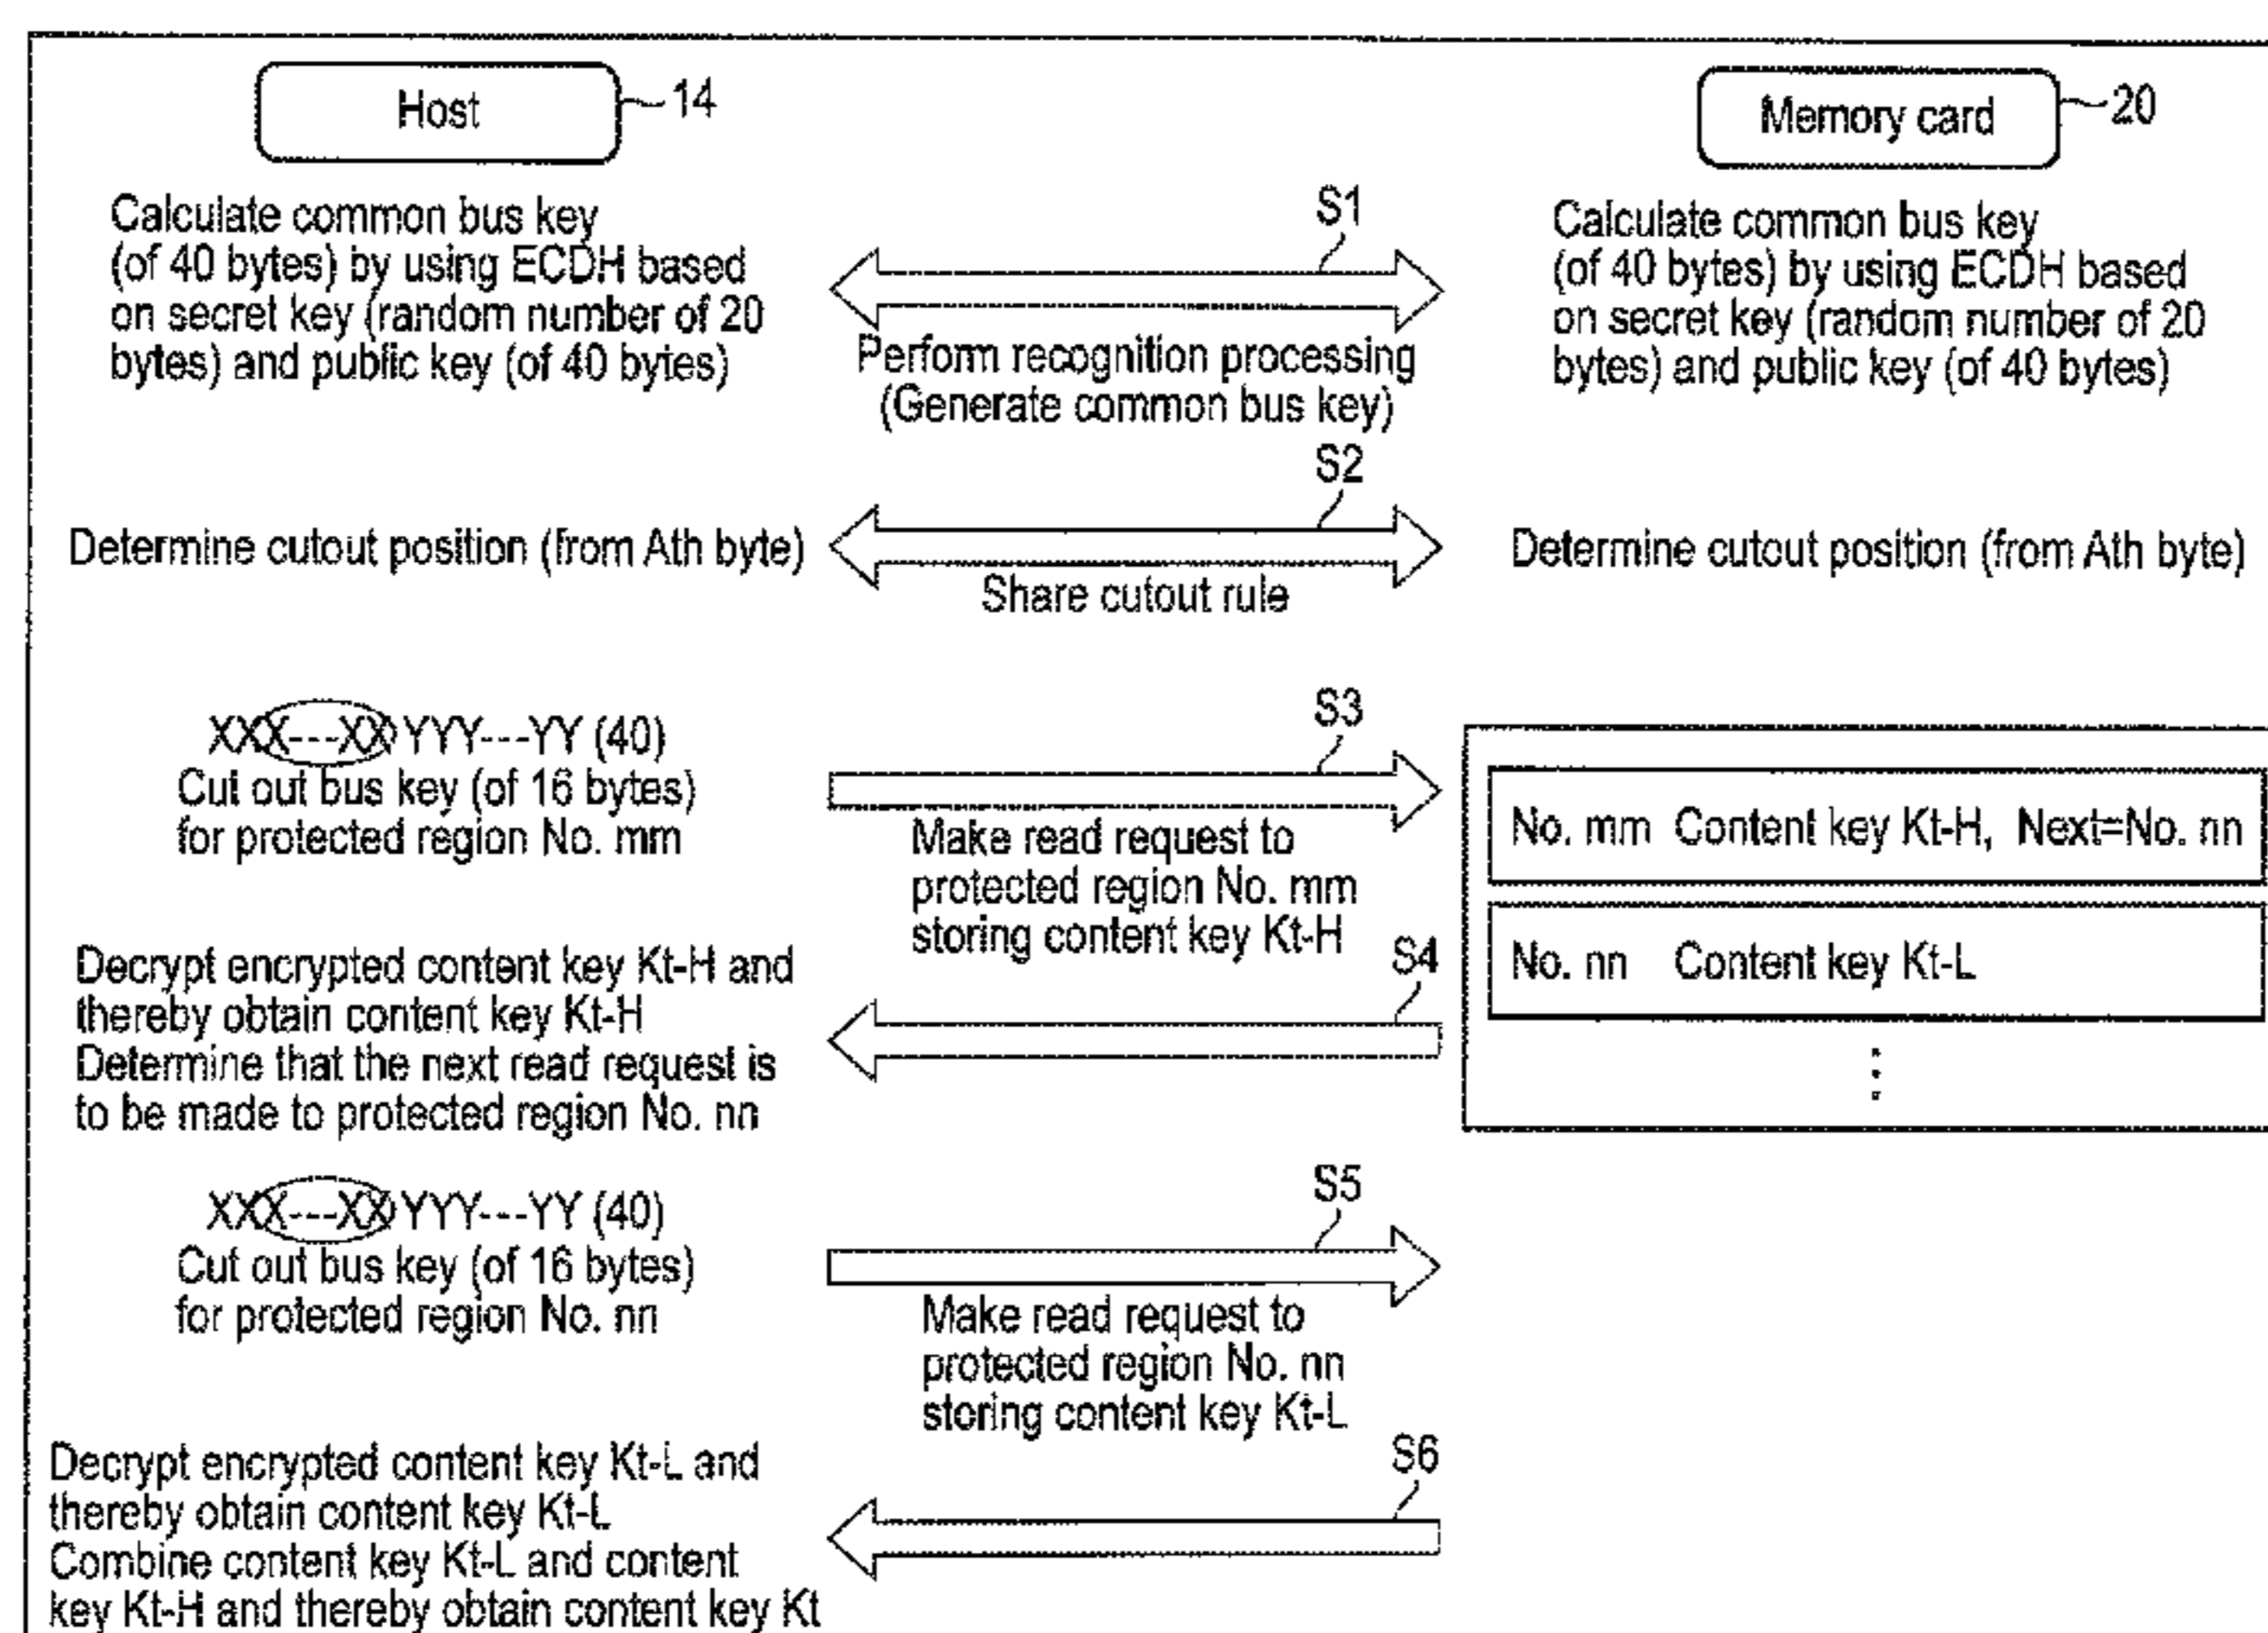 Host
14
Memory card
20
Calculate common bus key
(of 40 bytes) by using ECDH based
on secret key (random number of 20
bytes) and public key (of 40 bytes)
S1
Perform recognition processing
(Generate common bus key)
Calculate common bus key
(of 40 bytes) by using ECDH based
on secret key (random number of 20
bytes) and public key (of 40 bytes)
Determine cutout position (from Ath byte)
S2
Share cutout rule
Determine cutout position (from Ath byte)
XXX---XX YYY---YY (40)
Cut out bus key (of 16 bytes)
for protected region No. mm
S3
Make read request to
protected region No. mm
storing content key Kt-H
No. mm Content key Kt-H, Next=No. nn
No. nn Content key Kt-L
S4
Decrypt encrypted content key Kt-H and
thereby obtain content key Kt-H
Determine that the next read request is
to be made to protected region No. nn
XXX---XX YYY---YY (40)
Cut out bus key (of 16 bytes)
for protected region No. nn
S5
Make read request to
protected region No. nn
storing content key Kt-L
S6
Decrypt encrypted content key Kt-L and
thereby obtain content key Kt-L
Combine content key Kt-L and content
key Kt-H and thereby obtain content key Kt